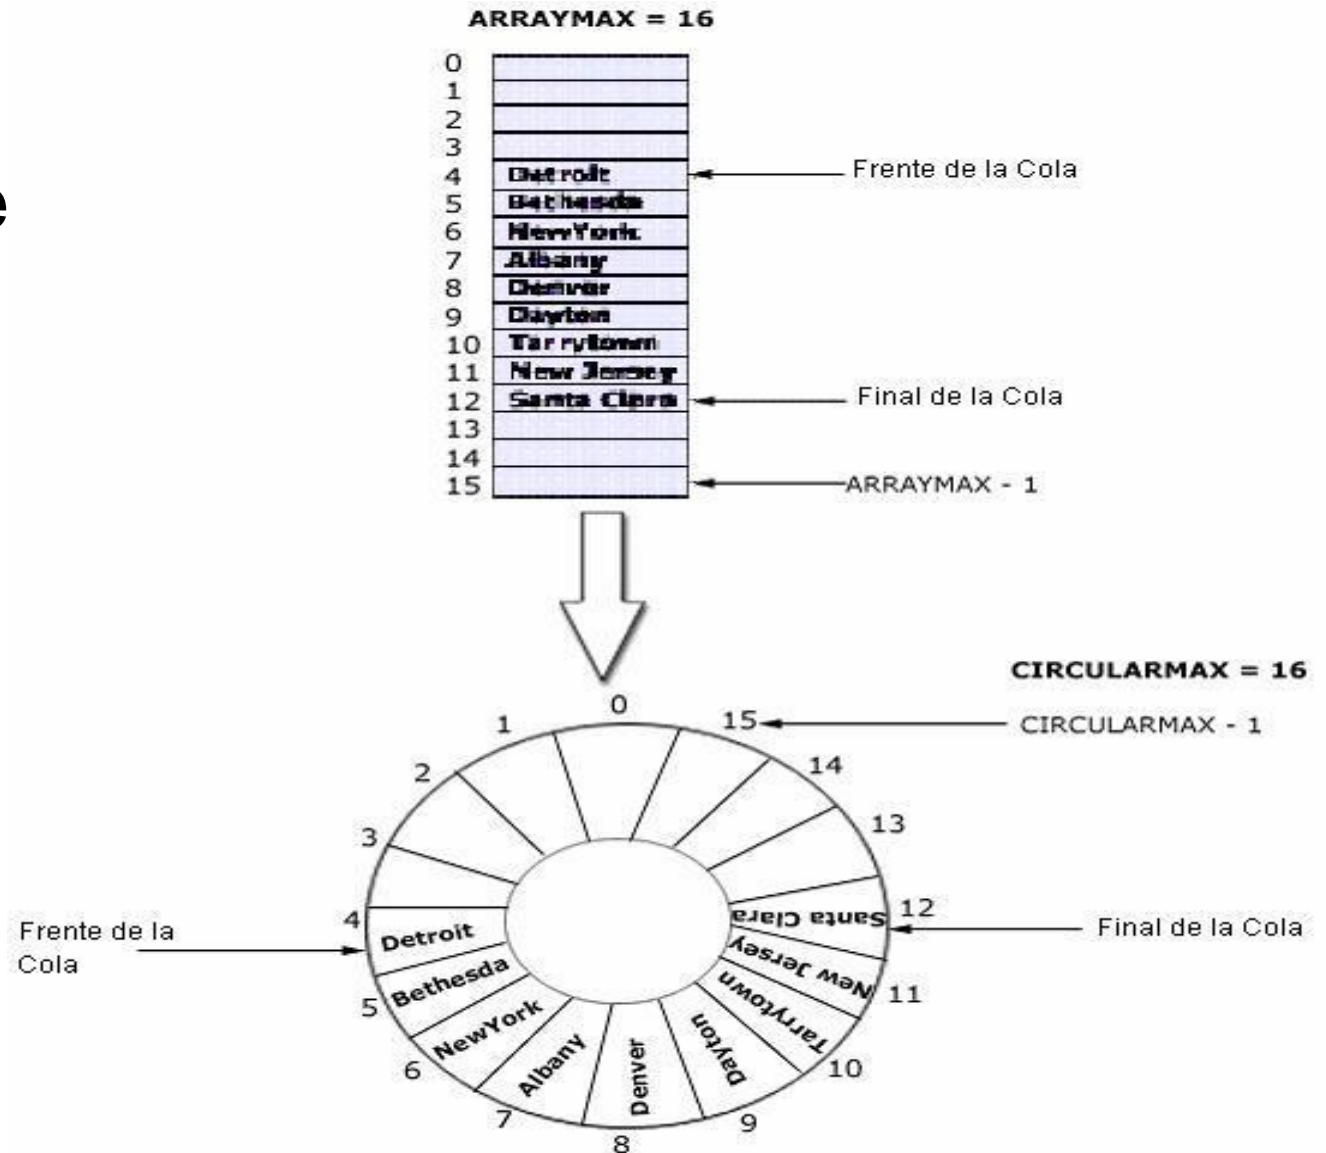 ARRAYMAX = 16
0
1
2
3
4 Detroit
Frente de la Cola
e
5 Bethesda
6 NewYork
7 Albany
8 Denver
9 Dayton
10 Tarrytown
11 New Jersey
12 Santa Clara
Final de la Cola
13
14
15
ARRAYMAX - 1
CIRCULARMAX = 16
0
1
15
CIRCULARMAX - 1
2
14
3
13
4
12
Frente de la
Cola
Detroit
Santa Clara
Final de la Cola
5
Bethesda
New Jersey
11
6
NewYork
Tarrytown
10
7
Albany
Denver
Dayton
9
8